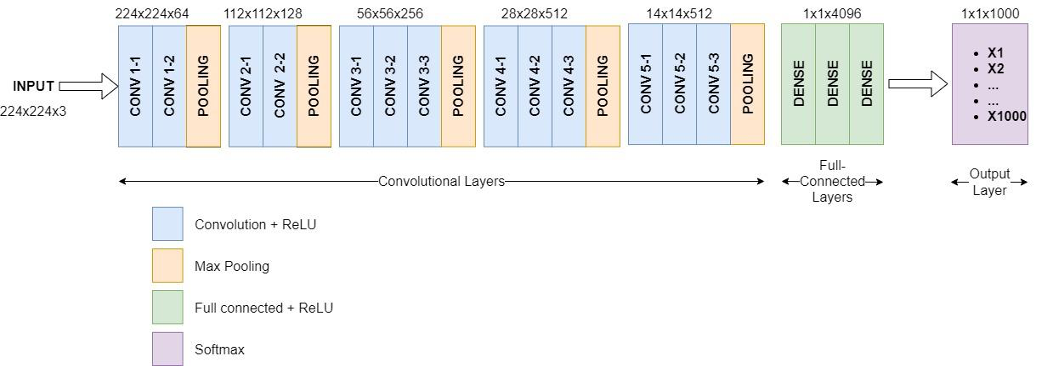 224x224x64
112x112x128
56x56x256
28x28x512
14x14x512
1x1x4096
1x1x1000
INPUT
224x224x3
CONV 1-1
CONV 1-2
POOLING
CONV 2-1
CONV 2-2
POOLING
CONV 3-1
CONV 3-2
CONV 3-3
POOLING
CONV 4-1
CONV 4-2
CONV 4-3
POOLING
CONV 5-1
CONV 5-2
CONV 5-3
POOLING
DENSE
DENSE
DENSE
• X1
• X2
• ...
• ...
• X1000
Convolutional Layers
Full-
Connected
Layers
Output
Layer
Convolution + ReLU
Max Pooling
Full connected + ReLU
Softmax